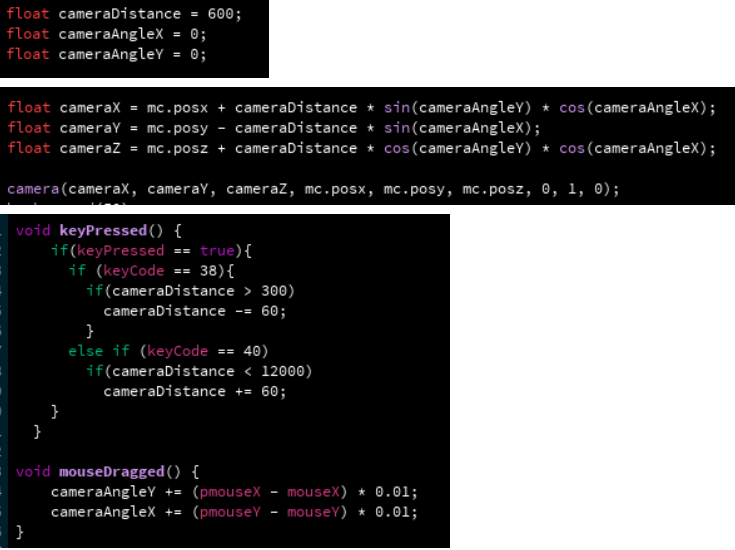 float cameraDistance = 600;
float cameraAngleX = 0;
float cameraAngleY = 0;
float cameraX = mc.posx + cameraDistance * sin(cameraAngleY) * cos(cameraAngleX);
float cameraY = mc.posy - cameraDistance * sin(cameraAngleX);
float cameraZ = mc.posz + cameraDistance * cos(cameraAngleY) * cos(cameraAngleX);
camera(cameraX, cameraY, cameraZ, mc.posx, mc.posy, mc.posz, 0, 1, 0);
void keyPressed() {
if(keyPressed == true){
if (keyCode == 38){
if(cameraDistance > 300)
cameraDistance -= 60;
}
else if (keyCode == 40)
if(cameraDistance < 12000)
cameraDistance += 60;
}
}
void mouseDragged() {
cameraAngleY += (pmouseX - mouseX) * 0.01;
cameraAngleX += (pmouseY - mouseY) * 0.01;
}